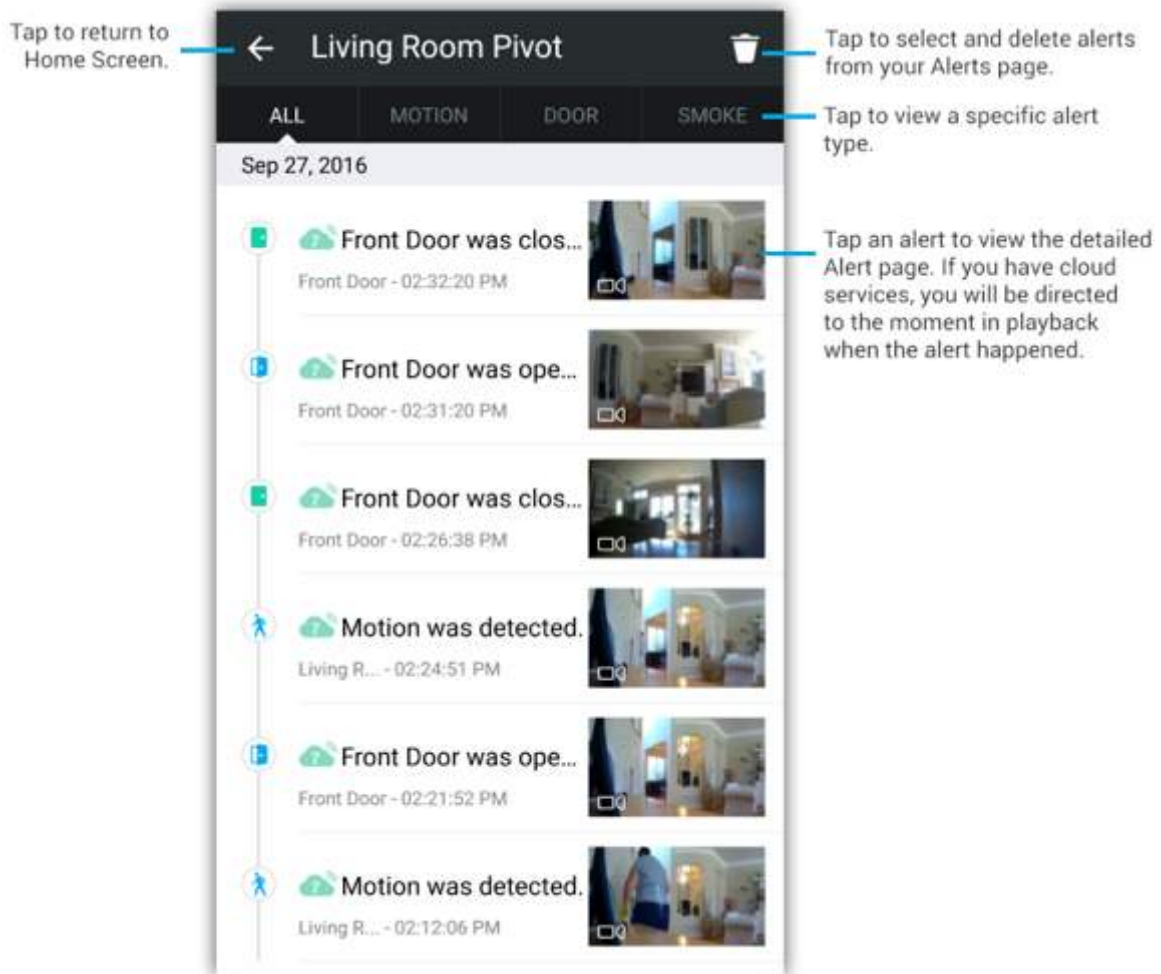 Tap to return to
Home Screen.
Living Room Pivot
Tap to select and delete alerts
from your Alerts page.
ALL MOTION DOOR SMOKE
Tap to view a specific alert
type.
Sep 27, 2016
7 Front Door was clos...
Front Door - 02:32:20 PM
Tap an alert to view the detailed
Alert page. If you have cloud
services, you will be directed
to the moment in playback
when the alert happened.
7 Front Door was ope...
Front Door - 02:31:20 PM
7 Front Door was clos...
Front Door - 02:26:38 PM
7 Motion was detected.
Living R... - 02:24:51 PM
7 Front Door was ope...
Front Door - 02:21:52 PM
7 Motion was detected.
Living R... - 02:12:06 PM